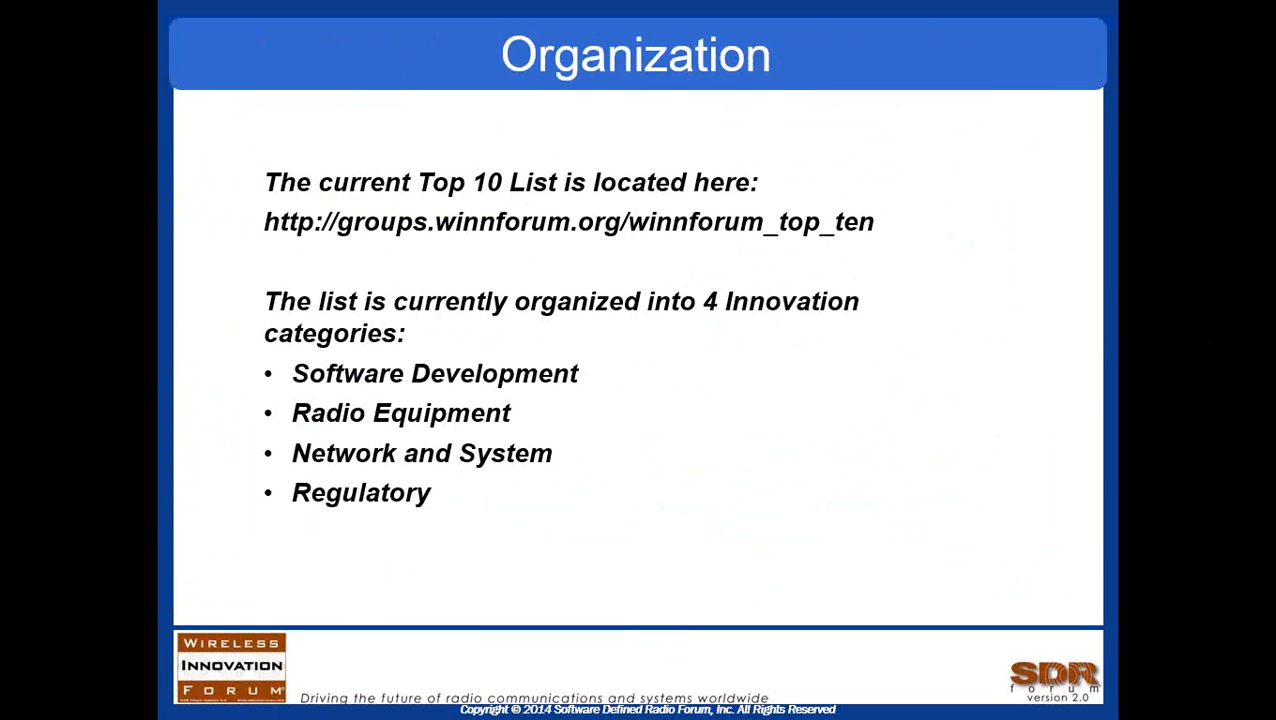 Organization
The current Top 10 List is located here:
http://groups.winnforum.org/winnforum_top_ten
The list is currently organized into 4 Innovation
categories:
• Software Development
• Radio Equipment
• Network and System
• Regulatory
WIRELESS
INNOVATION
FORUM
Driving the future of radio communications and systems worldwide
SDR
forum
version 2.0
Copyright © 2014 Software Defined Radio Forum, Inc. All Rights Reserved